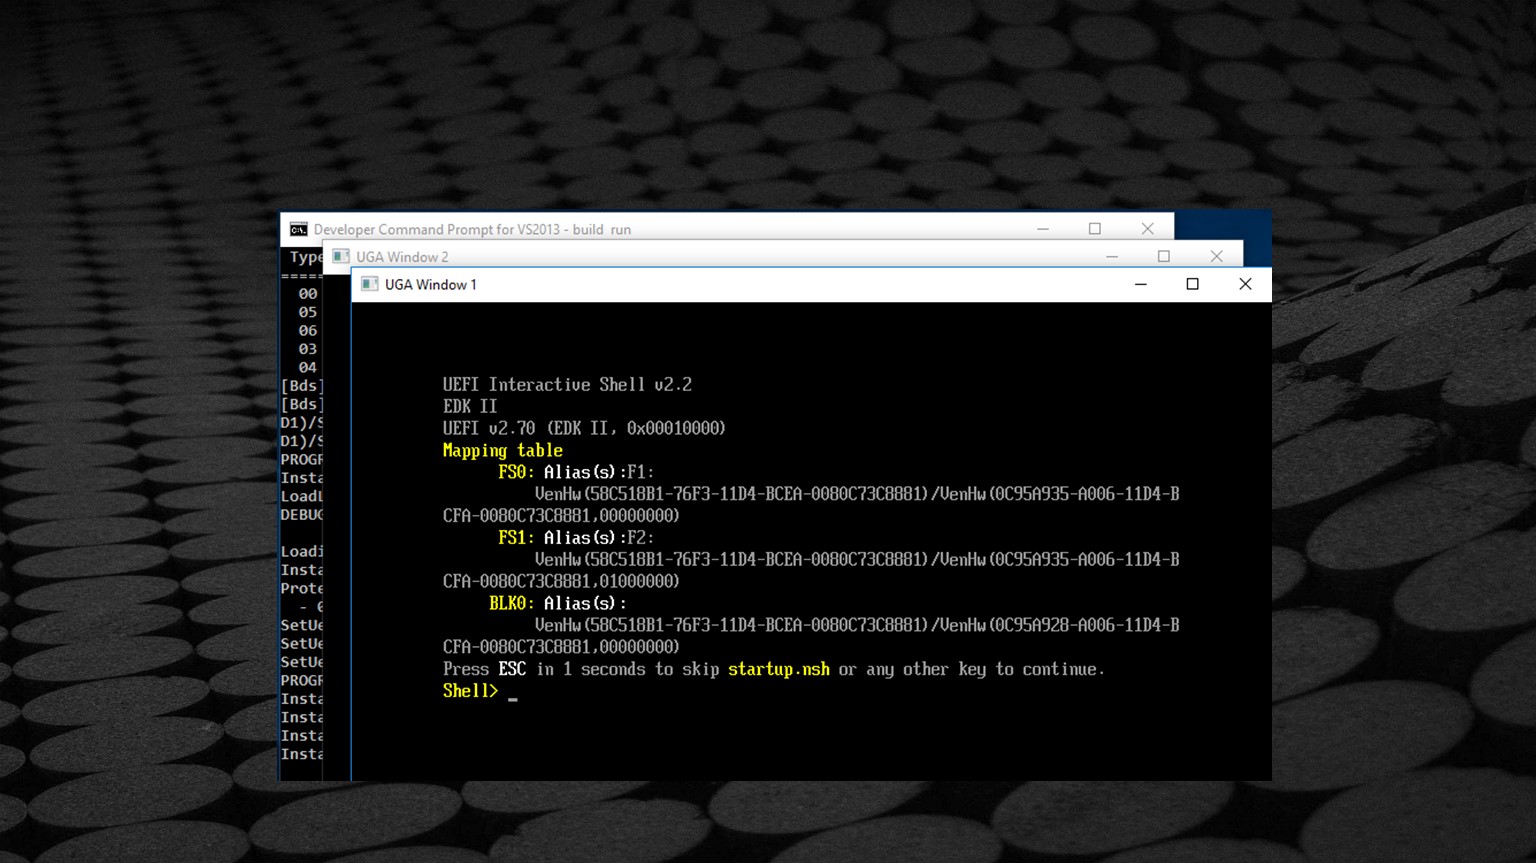 Developer Command Prompt for VS2013 - build run
UGA Window 2
UGA Window 1
Type
=====
00
05
06
03
04
[Bds]
[Bds]
D1)/S
D1)/S
PROGR
Insta
LoadL
DEBUG
Loadi
Insta
Prote
- 0
SetUe
SetUe
SetUe
PROGR
Insta
Insta
Insta
Insta
UEFI Interactive Shell v2.2
EDK II
UEFI v2.70 (EDK II, 0x00010000)
Mapping table
FS0: Alias(s):F1:
VenHw(58C518B1-76F3-11D4-BCEA-0080C73C8881)/VenHw(0C95A935-A006-11D4-B
CFA-0080C73C8881,00000000)
FS1: Alias(s):F2:
VenHw(58C518B1-76F3-11D4-BCEA-0080C73C8881)/VenHw(0C95A935-A006-11D4-B
CFA-0080C73C8881,01000000)
BLK0: Alias(s):
VenHw(58C518B1-76F3-11D4-BCEA-0080C73C8881)/VenHw(0C95A928-A006-11D4-B
CFA-0080C73C8881,00000000)
Press ESC in 1 seconds to skip startup.nsh or any other key to continue.
Shell> _